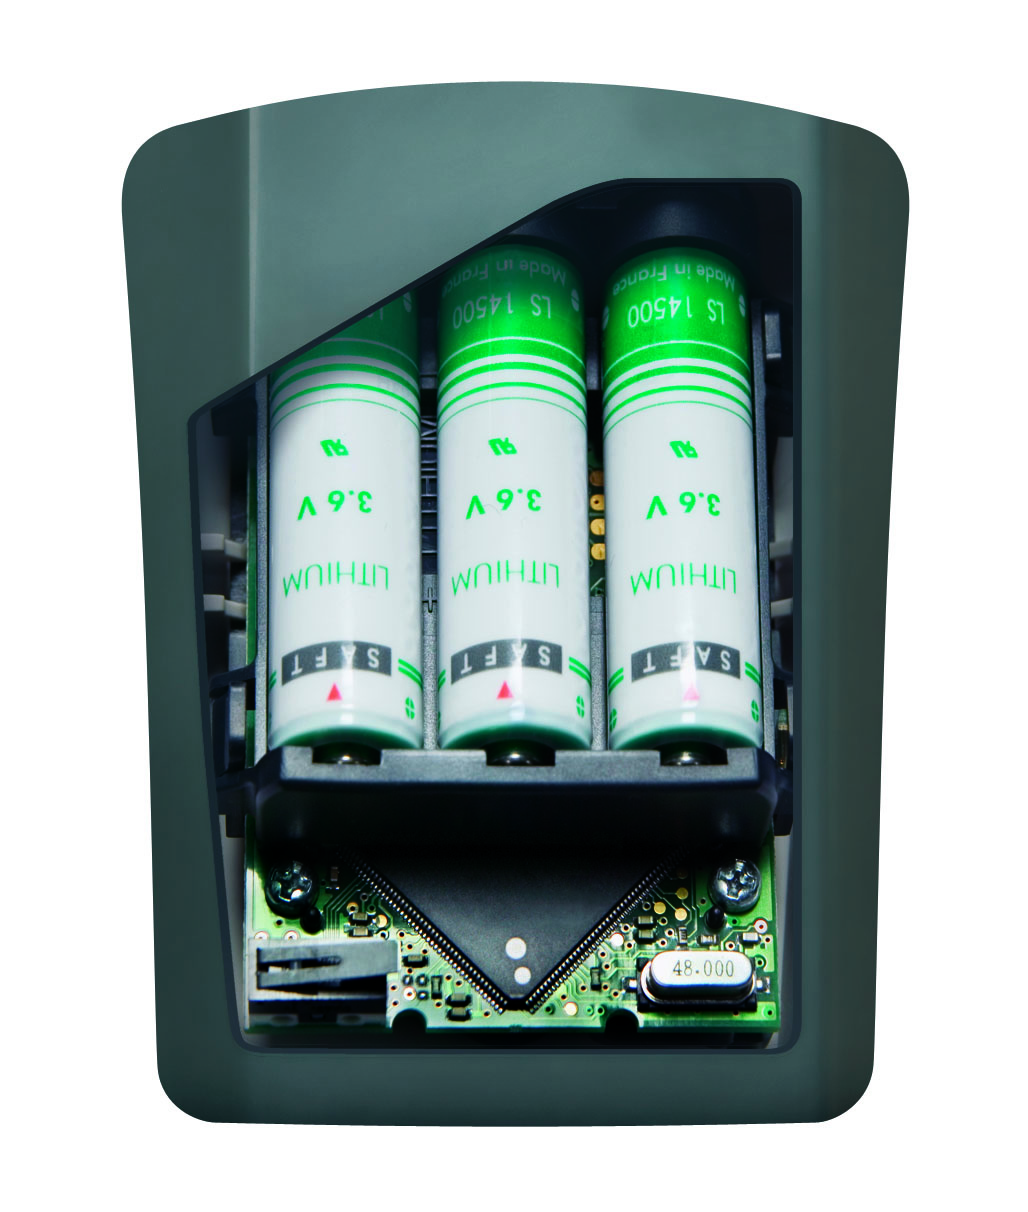 SAFT
LITHIUM
3.6 V
SAFT
LITHIUM
3.6 V
LS 14500
Made in France
SAFT
LITHIUM
3.6 V
LS 14500
Made in France
48.000